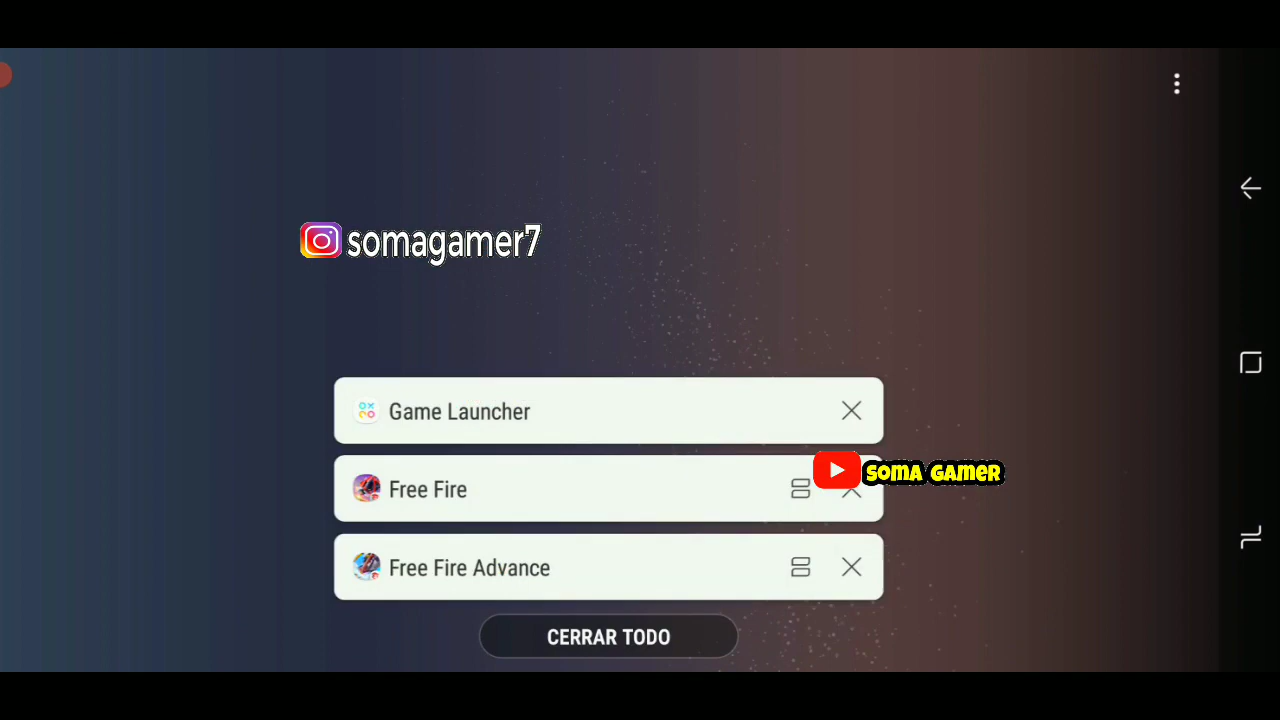 somagamer7
Game Launcher
SOMA GAMER
Free Fire
Free Fire Advance
CERRAR TODO